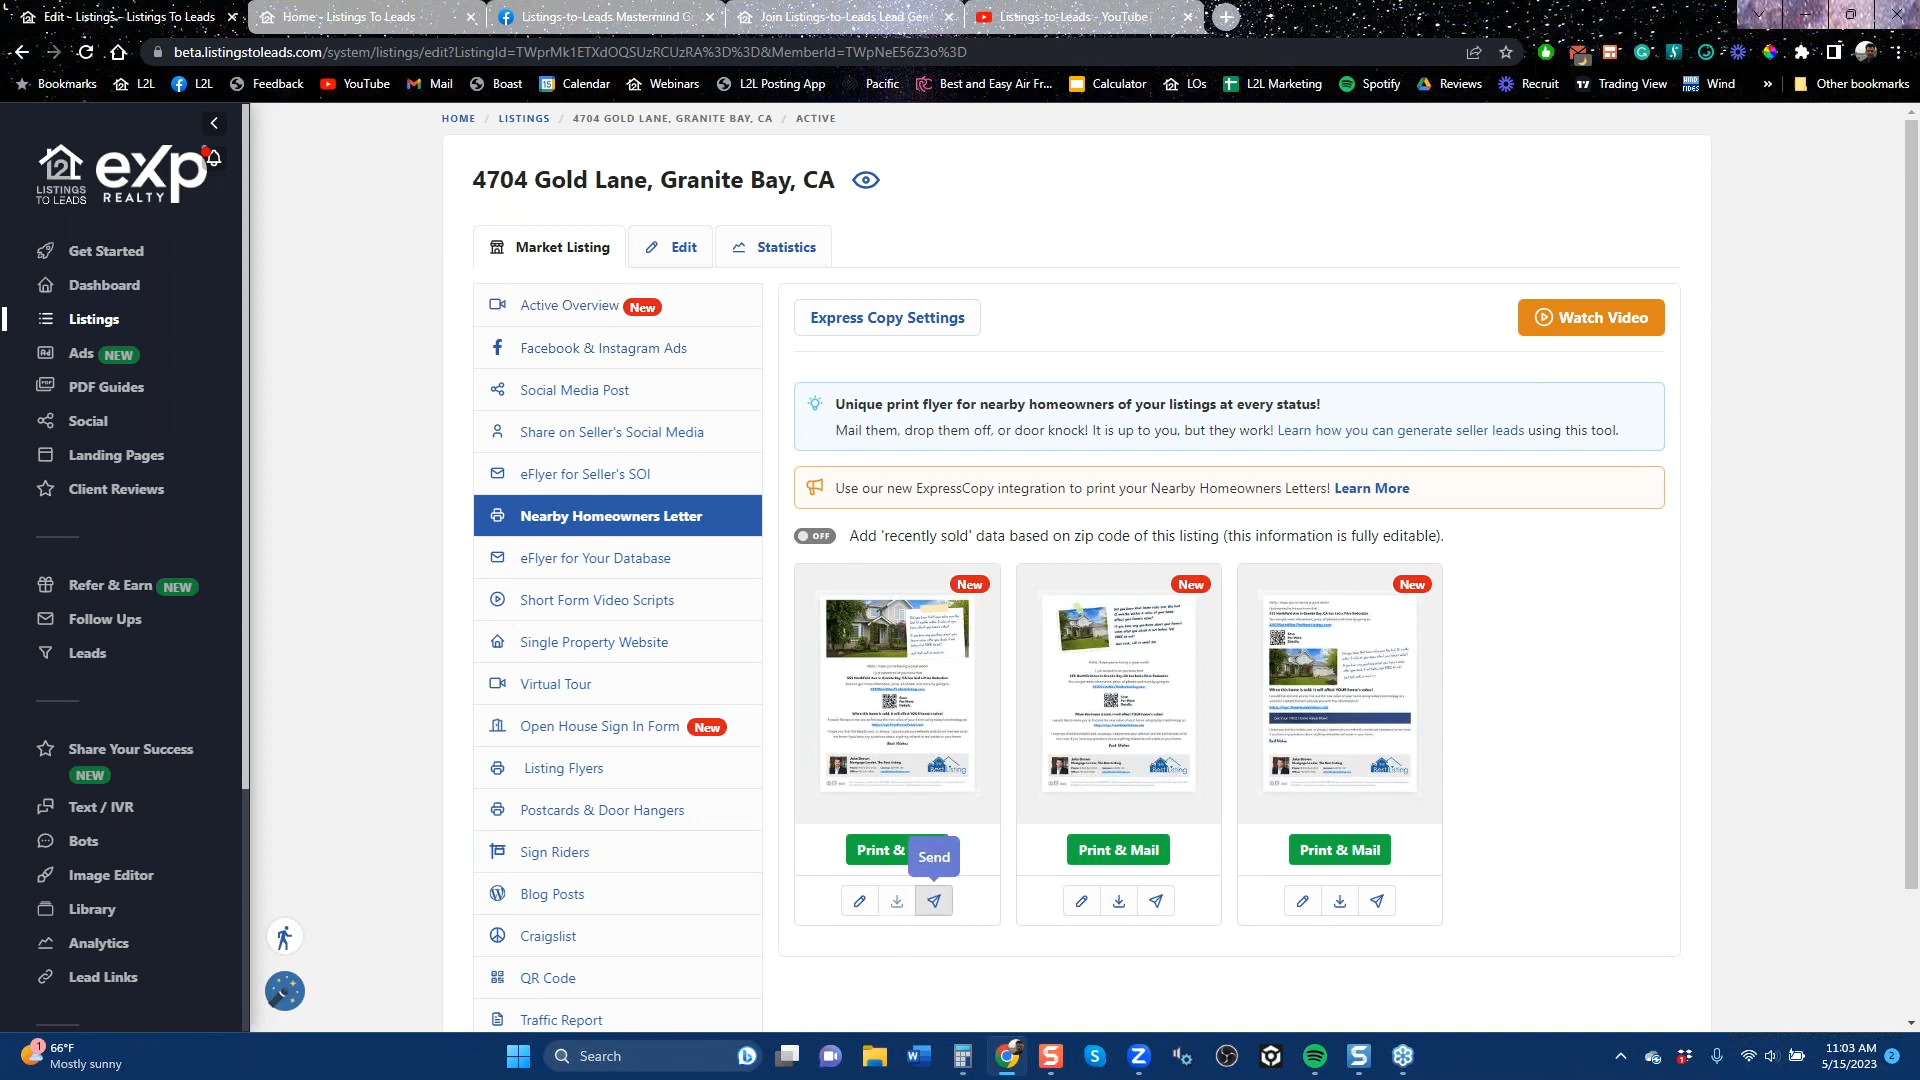 Edit - Listings - Listings To Leads
Home - Listings To Leads
Listings-to-Leads Mastermind G
Join Listings-to-Leads Lead Gen
Listings-to-Leads - YouTube
beta.listingstoleads.com/system/listings/edit?ListingId=TWprMk1ETXdOQSUzRCUzRA%3D%3D&MemberId=TWpNeE56Z3o%3D
Bookmarks
L2L
L2L
Feedback
YouTube
Mail
Boast
Calendar
Webinars
L2L Posting App
Pacific
Best and Easy Air Fr...
Calculator
LOs
L2L Marketing
Spotify
Reviews
Recruit
Trading View
Wind
»
Other bookmarks
LISTINGS
TO LEADS
eXp
REALTY
Get Started
Dashboard
Listings
Ads NEW
PDF Guides
Social
Landing Pages
Client Reviews
Refer & Earn NEW
Follow Ups
Leads
Share Your Success
NEW
Text / IVR
Bots
Image Editor
Library
Analytics
Lead Links
HOME / LISTINGS / 4704 GOLD LANE, GRANITE BAY, CA / ACTIVE
4704 Gold Lane, Granite Bay, CA
Market Listing
Edit
Statistics
Active Overview New
Facebook & Instagram Ads
Social Media Post
Share on Seller's Social Media
eFlyer for Seller's SOI
Nearby Homeowners Letter
eFlyer for Your Database
Short Form Video Scripts
Single Property Website
Virtual Tour
Open House Sign In Form New
Listing Flyers
Postcards & Door Hangers
Sign Riders
Blog Posts
Craigslist
QR Code
Traffic Report
Express Copy Settings
Watch Video
Unique print flyer for nearby homeowners of your listings at every status!
Mail them, drop them off, or door knock! It is up to you, but they work! Learn how you can generate seller leads using this tool.
Use our new ExpressCopy integration to print your Nearby Homeowners Letters! Learn More
OFF Add 'recently sold' data based on zip code of this listing (this information is fully editable).
New
New
New
Print &
Send
Print & Mail
Print & Mail
66°F
Mostly sunny
Search
11:03 AM
5/15/2023
2